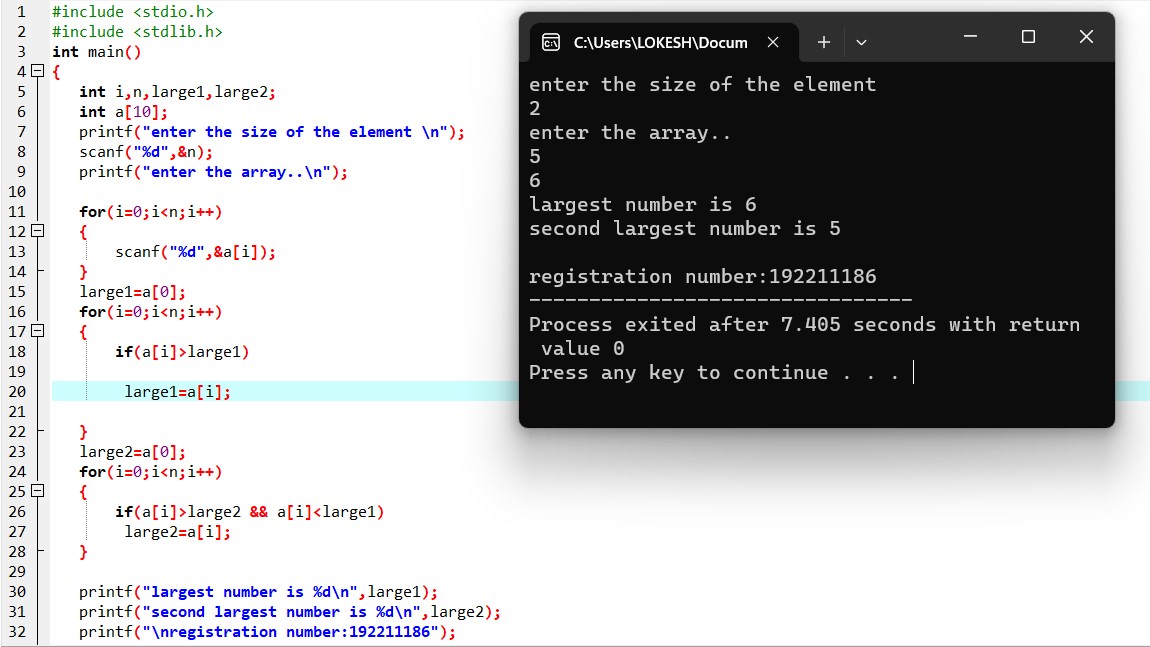 1 #include <stdio.h>
2 #include <stdlib.h>
3 int main()
4 {
5 int i,n,large1,large2;
6 int a[10];
7 printf("enter the size of the element \n");
8 scanf("%d",&n);
9 printf("enter the array..\n");
10
11 for(i=0;i<n;i++)
12 {
13 scanf("%d",&a[i]);
14 }
15 large1=a[0];
16 for(i=0;i<n;i++)
17 {
18 if(a[i]>large1)
19
20 large1=a[i];
21
22 }
23 large2=a[0];
24 for(i=0;i<n;i++)
25 {
26 if(a[i]>large2 && a[i]<large1)
27 large2=a[i];
28 }
29
30 printf("largest number is %d\n",large1);
31 printf("second largest number is %d\n",large2);
32 printf("\nregistration number:192211186");
C:\Users\LOKESH\Docum
enter the size of the element
2
enter the array..
5
6
largest number is 6
second largest number is 5
registration number:192211186
--------------------------------
Process exited after 7.405 seconds with return
value 0
Press any key to continue . . .